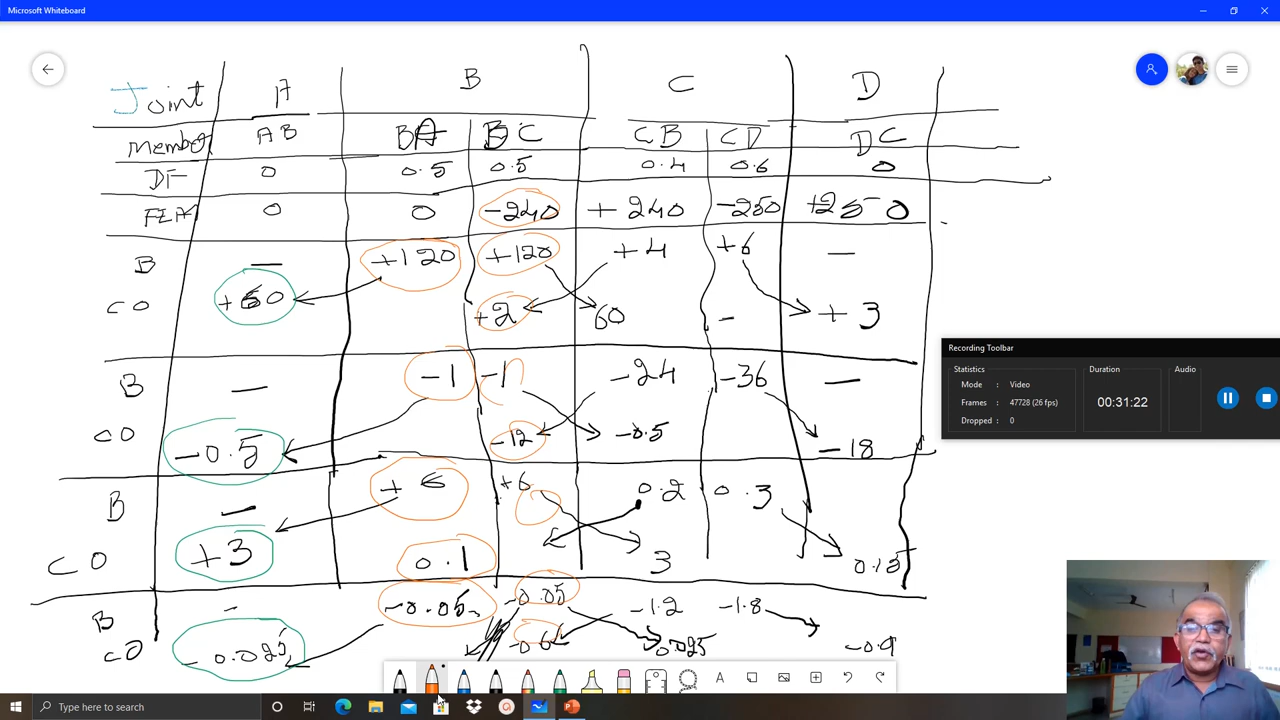 Microsoft Whiteboard
Joint A B C D
Member AB BA BC CB CD DC
DF 0 0.5 0.5 0.4 0.6 0
FEM 0 0 -240 +240 -250 +250
B — +120 +120 +4 +6 —
CO +60 +2 60 - +3
B — -1 -1 -24 -36 —
CO -0.5 -12 -0.5 -18
B — +6 +6 0.2 0.3
CO +3 0.1 3 0.15
B - -0.05 -0.05 -1.2 -1.8
CO -0.025 -0.6 -0.025 -0.9
Recording Toolbar
Statistics Duration Audio
Mode Video
Frames 47728 (26 fps) 00:31:22
Dropped 0
A
Type here to search